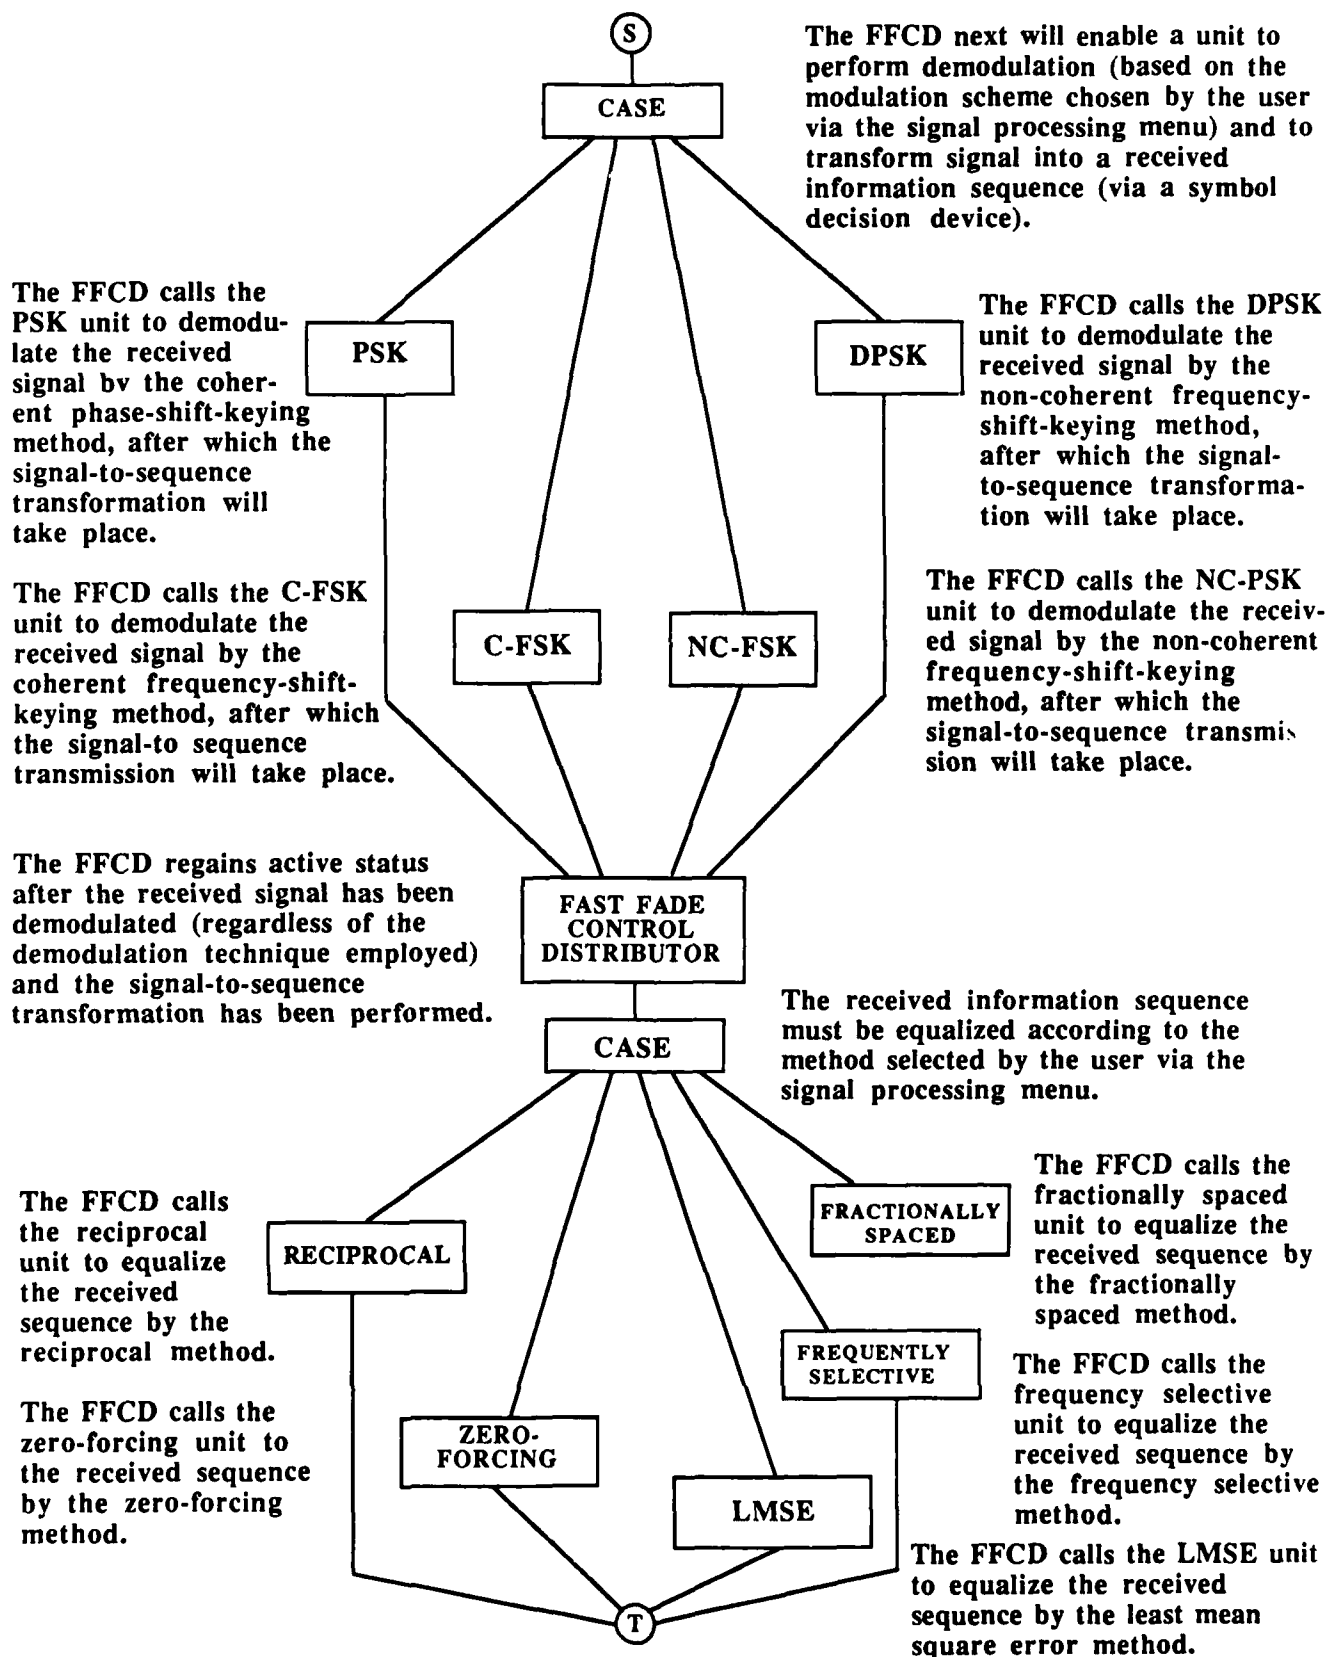 S
CASE
The FFCD next will enable a unit to
perform demodulation (based on the
modulation scheme chosen by the user
via the signal processing menu) and to
transform signal into a received
information sequence (via a symbol
decision device).
The FFCD calls the
PSK unit to demodu-
late the received
signal by the coher-
ent phase-shift-keying
method, after which the
signal-to-sequence
transformation will
take place.
PSK
DPSK
The FFCD calls the DPSK
unit to demodulate the
received signal by the
non-coherent frequency-
shift-keying method,
after which the signal-
to-sequence transforma-
tion will take place.
The FFCD calls the C-FSK
unit to demodulate the
received signal by the
coherent frequency-shift-
keying method, after which
the signal-to sequence
transmission will take place.
C-FSK
NC-FSK
The FFCD calls the NC-PSK
unit to demodulate the receiv-
ed signal by the non-coherent
frequency-shift-keying
method, after which the
signal-to-sequence transmis
sion will take place.
The FFCD regains active status
after the received signal has been
demodulated (regardless of the
demodulation technique employed)
and the signal-to-sequence
transformation has been performed.
FAST FADE
CONTROL
DISTRIBUTOR
CASE
The received information sequence
must be equalized according to the
method selected by the user via the
signal processing menu.
The FFCD calls
the reciprocal
unit to equalize
the received
sequence by the
reciprocal method.
RECIPROCAL
FRACTIONALLY
SPACED
The FFCD calls the
fractionally spaced
unit to equalize the
received sequence by
the fractionally
spaced method.
FREQUENTLY
SELECTIVE
The FFCD calls the
frequency selective
unit to equalize the
received sequence by
the frequency selective
method.
The FFCD calls the
zero-forcing unit to
the received sequence
by the zero-forcing
method.
ZERO-
FORCING
LMSE
The FFCD calls the LMSE unit
to equalize the received
sequence by the least mean
square error method.
T